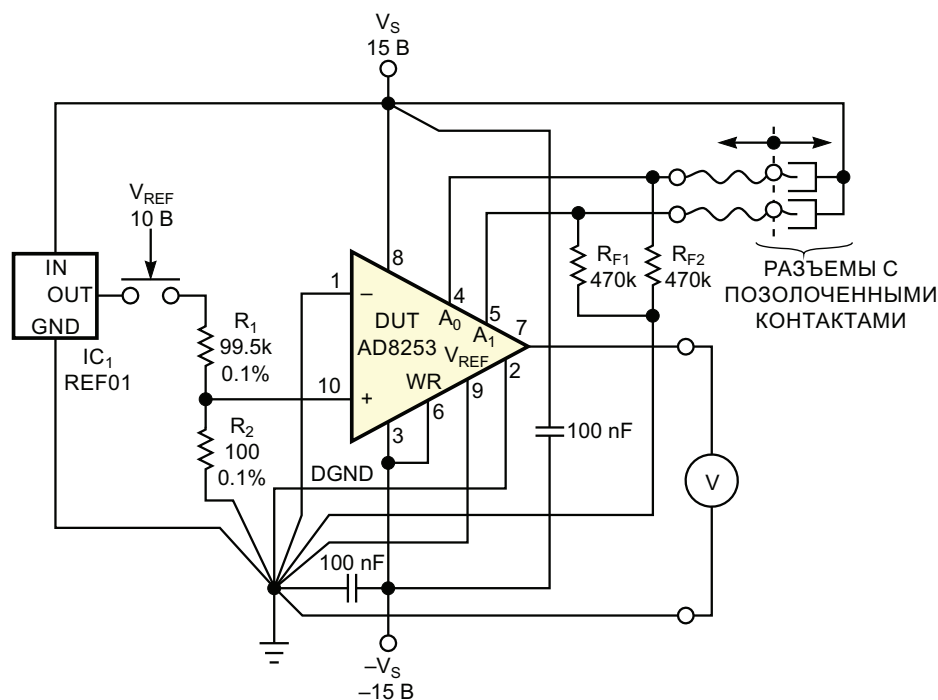 V_S
15 В
V_REF
10 В
IN
OUT
GND
IC_1
REF01
R_1
99.5k
0.1%
R_2
100
0.1%
1
–
8
DUT
AD8253
4
A_0
5
A_1
7
V_REF
2
10
+
WR
6
9
3
DGND
R_F1
470k
R_F2
470k
РАЗЪЕМЫ С
ПОЗОЛОЧЕННЫМИ
КОНТАКТАМИ
100 nF
V
100 nF
–V_S
–15 В